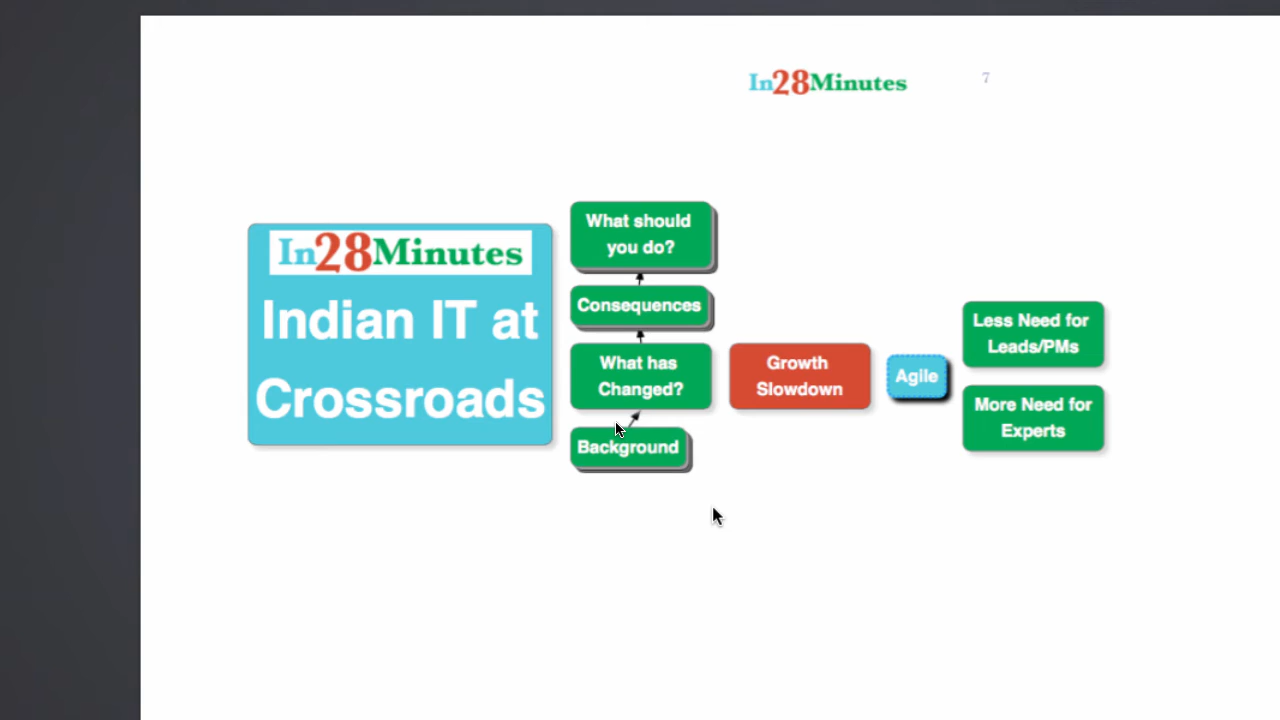 In28Minutes
7
In28Minutes
Indian IT at
Crossroads
What should
you do?
Consequences
What has
Changed?
Background
Growth
Slowdown
Agile
Less Need for
Leads/PMs
More Need for
Experts